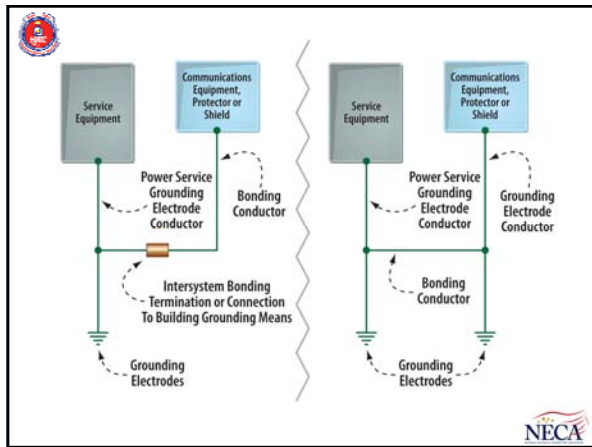 Service
Equipment
Communications
Equipment,
Protector or
Shield
Power Service
Grounding
Electrode
Conductor
Bonding
Conductor
Intersystem Bonding
Termination or Connection
To Building Grounding Means
Grounding
Electrodes
Service
Equipment
Communications
Equipment,
Protector or
Shield
Power Service
Grounding
Electrode
Conductor
Grounding
Electrode
Conductor
Bonding
Conductor
Grounding
Electrodes
NECA